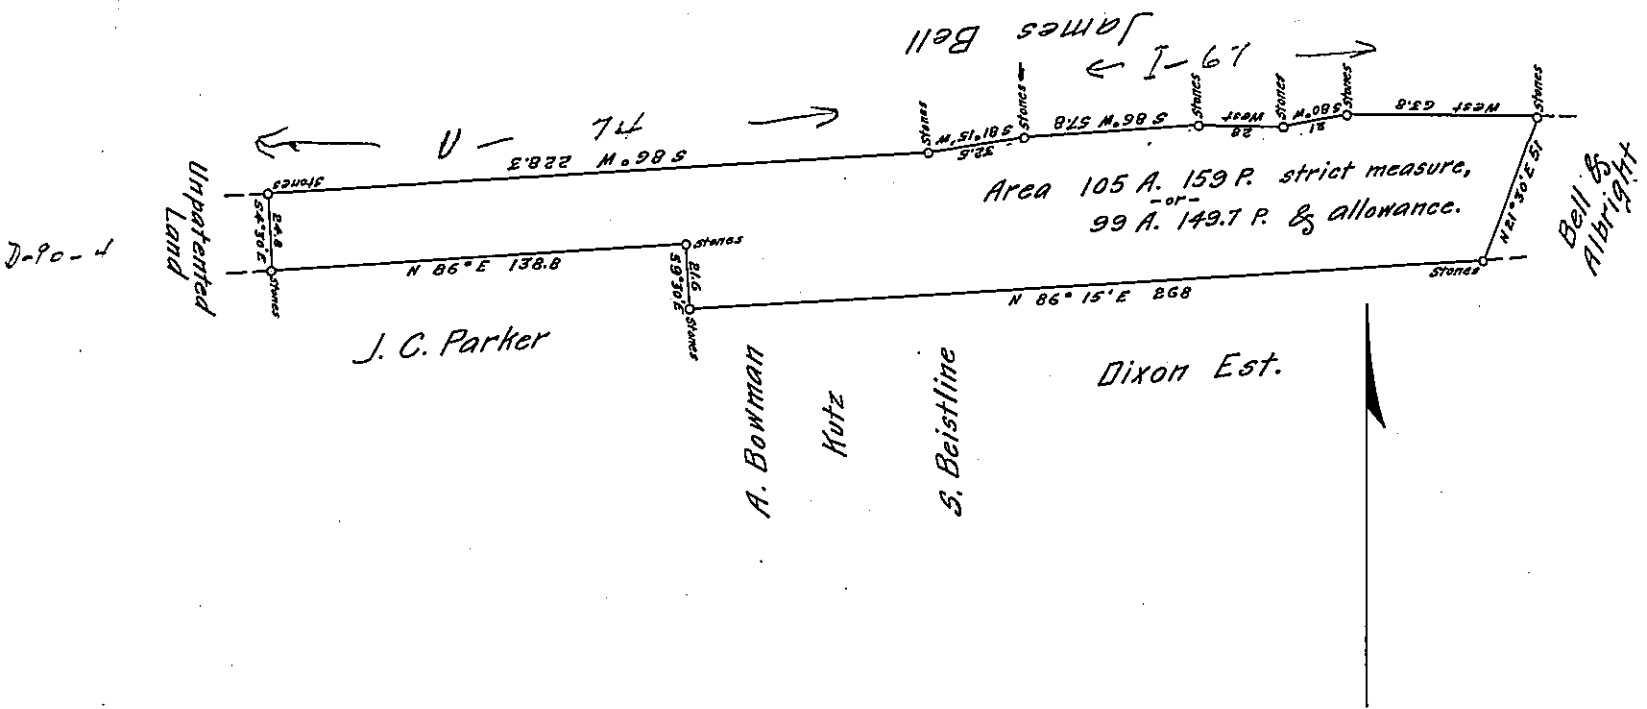 James Bell
← I-67 →
← U - 74 →
Stones
Stones
Stones
Stones
Stones
Stones
Stones
S 86° W 228.3
S 81° 15' W
32.5
S 86° W 57.8
West
28
S 80° W
21
West 63.8
N 21° 30' E 51
Bell &
Albright
Area 105 A. 159 P. strict measure,
-or-
99 A. 149.7 P. & allowance.
Unpatented
Land
D-90-4
24.8
S 4° 30' E
Stones
N 86° E 138.8
Stones
21.6
S 9° 30' E
Stones
N 86° 15' E 268
Stones
J. C. Parker
A. Bowman
Kutz
S. Beistline
Dixon Est.